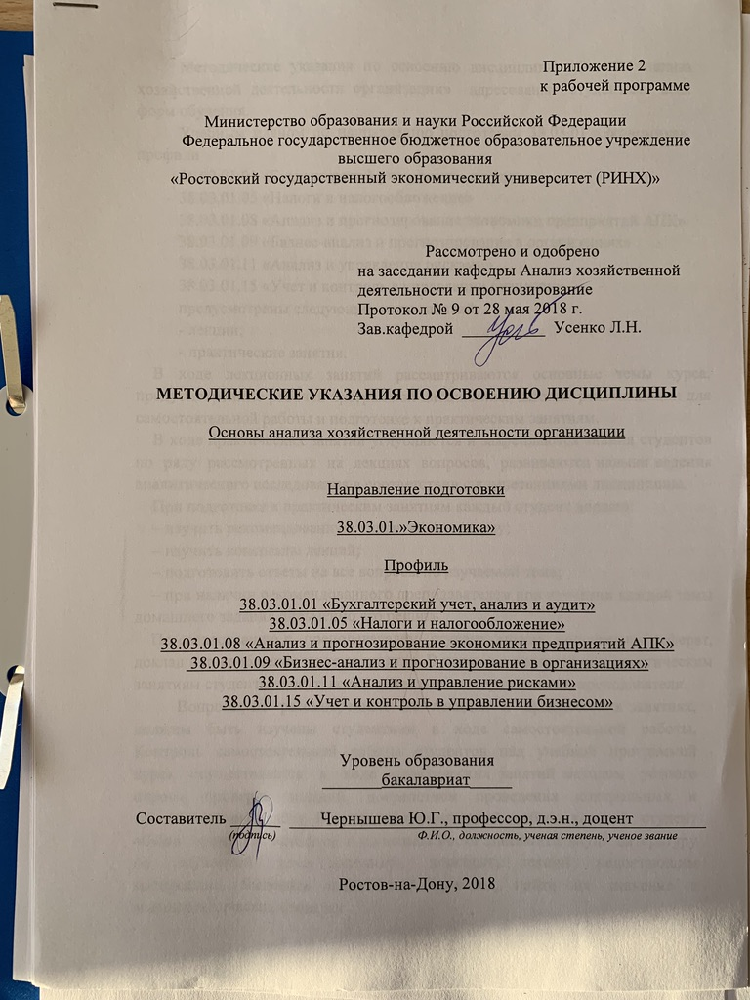 Приложение 2
к рабочей программе
Министерство образования и науки Российской Федерации
Федеральное государственное бюджетное образовательное учреждение
высшего образования
«Ростовский государственный экономический университет (РИНХ)»
Рассмотрено и одобрено
на заседании кафедры Анализ хозяйственной
деятельности и прогнозирование
Протокол № 9 от 28 мая 2018 г.
Зав.кафедрой __________ Усенко Л.Н.
МЕТОДИЧЕСКИЕ УКАЗАНИЯ ПО ОСВОЕНИЮ ДИСЦИПЛИНЫ
Основы анализа хозяйственной деятельности организации
Направление подготовки
38.03.01.»Экономика»
Профиль
38.03.01.01 «Бухгалтерский учет, анализ и аудит»
38.03.01.05 «Налоги и налогообложение»
38.03.01.08 «Анализ и прогнозирование экономики предприятий АПК»
38.03.01.09 «Бизнес-анализ и прогнозирование в организациях»
38.03.01.11 «Анализ и управление рисками»
38.03.01.15 «Учет и контроль в управлении бизнесом»
Уровень образования
бакалавриат
Составитель ______ Чернышева Ю.Г., профессор, д.э.н., доцент
(подпись) Ф.И.О., должность, ученая степень, ученое звание
Ростов-на-Дону, 2018